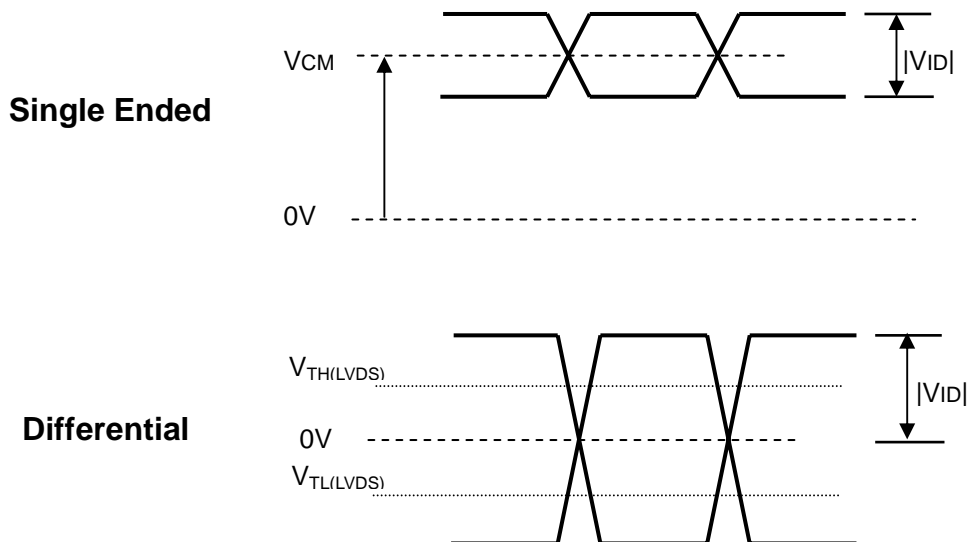 VCM
|VID|
Single Ended
0V
VTH(LVDS)
|VID|
Differential
0V
VTL(LVDS)